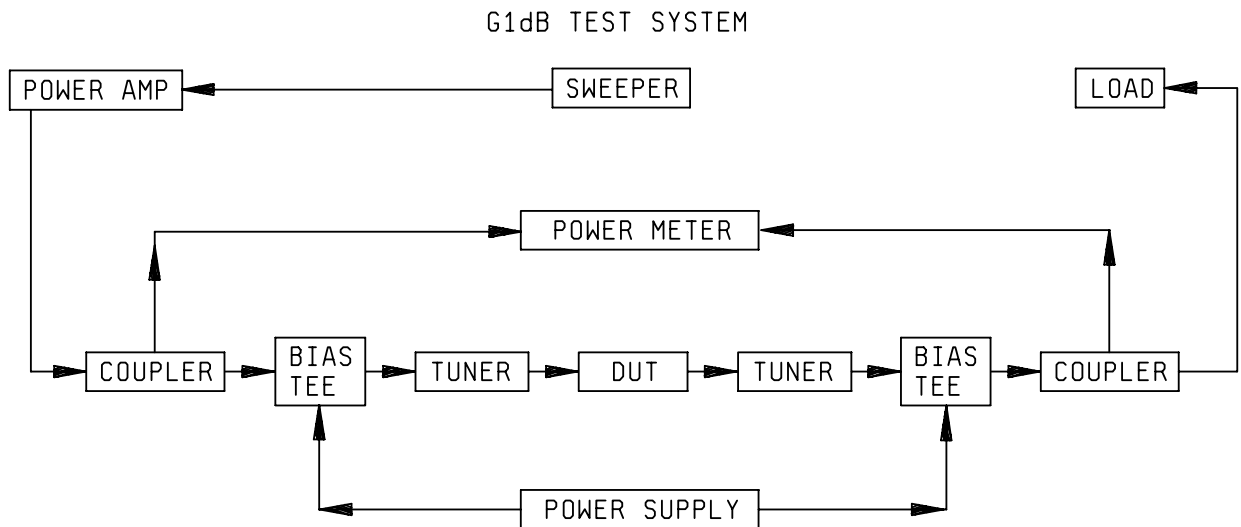 G1dB TEST SYSTEM
POWER AMP
SWEEPER
LOAD
POWER METER
COUPLER
BIAS
TEE
TUNER
DUT
TUNER
BIAS
TEE
COUPLER
POWER SUPPLY